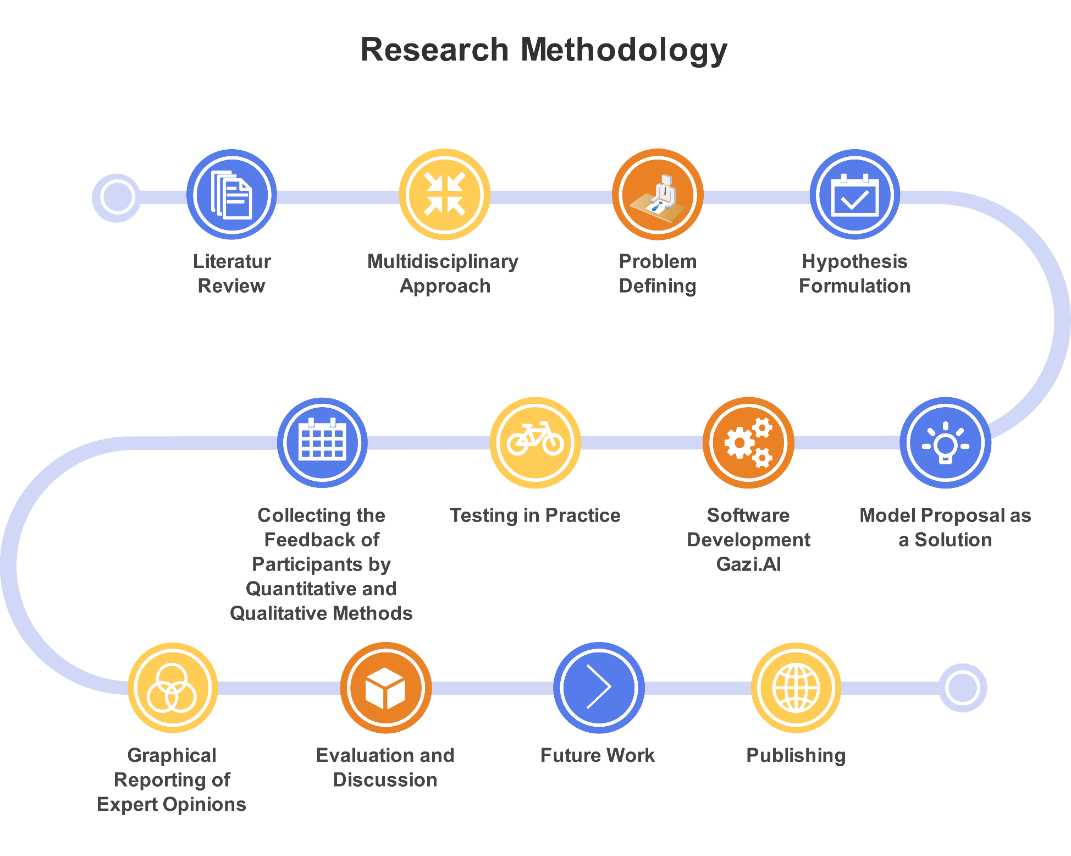 Research Methodology
Literatur
Review
Multidisciplinary
Approach
Problem
Defining
Hypothesis
Formulation
Collecting the
Feedback of
Participants by
Quantitative and
Qualitative Methods
Testing in Practice
Software
Development
Gazi.AI
Model Proposal as
a Solution
Graphical
Reporting of
Expert Opinions
Evaluation and
Discussion
Future Work
Publishing